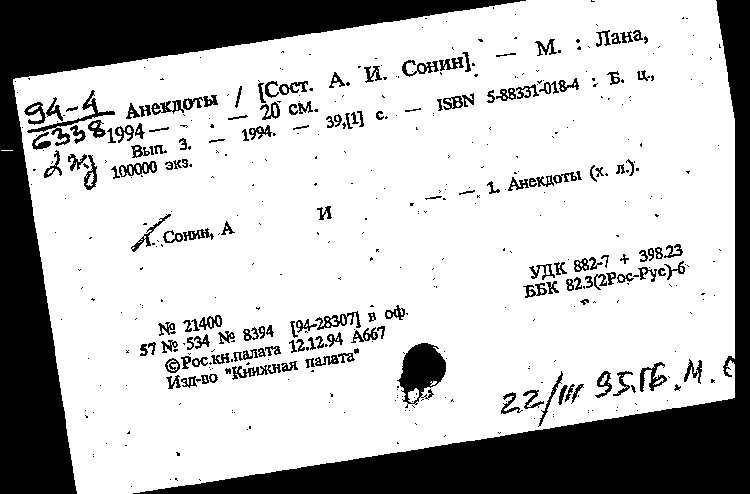 94-4
6338
Анекдоты / [Сост. А. И. Сонин]. — М. : Лана,
1994 — . — 20 см.
Вып. 3. — 1994. — 39,[1] с. — ISBN 5-88331-018-4 : Б. ц.,
100000 экз.
1. Сонин, А И . — — 1. Анекдоты (х. л.).
УДК 882-7 + 398.23
ББК 82.3(2Рос-Рус)-6
№ 21400
57 № 534 № 8394 [94-28307] в оф.
©Рос.кн.палата 12.12.94 А667
Изд-во "Книжная палата"
22/III 95.